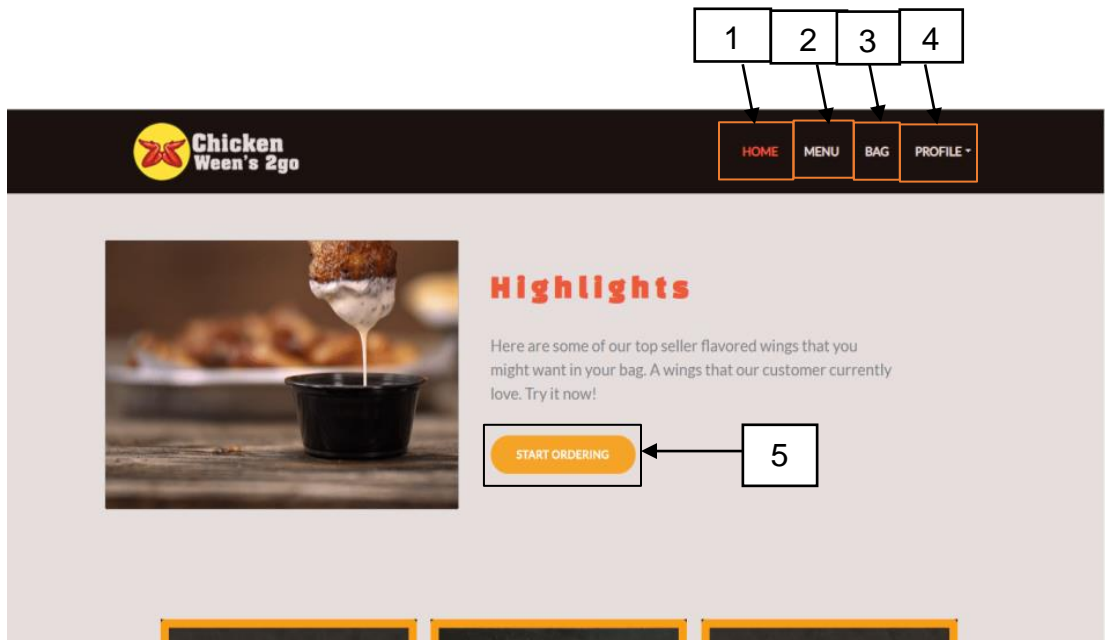 1 2 3 4
Chicken
Ween's 2go
HOME MENU BAG PROFILE
Highlights
Here are some of our top seller flavored wings that you
might want in your bag. A wings that our customer currently
love. Try it now!
START ORDERING
5